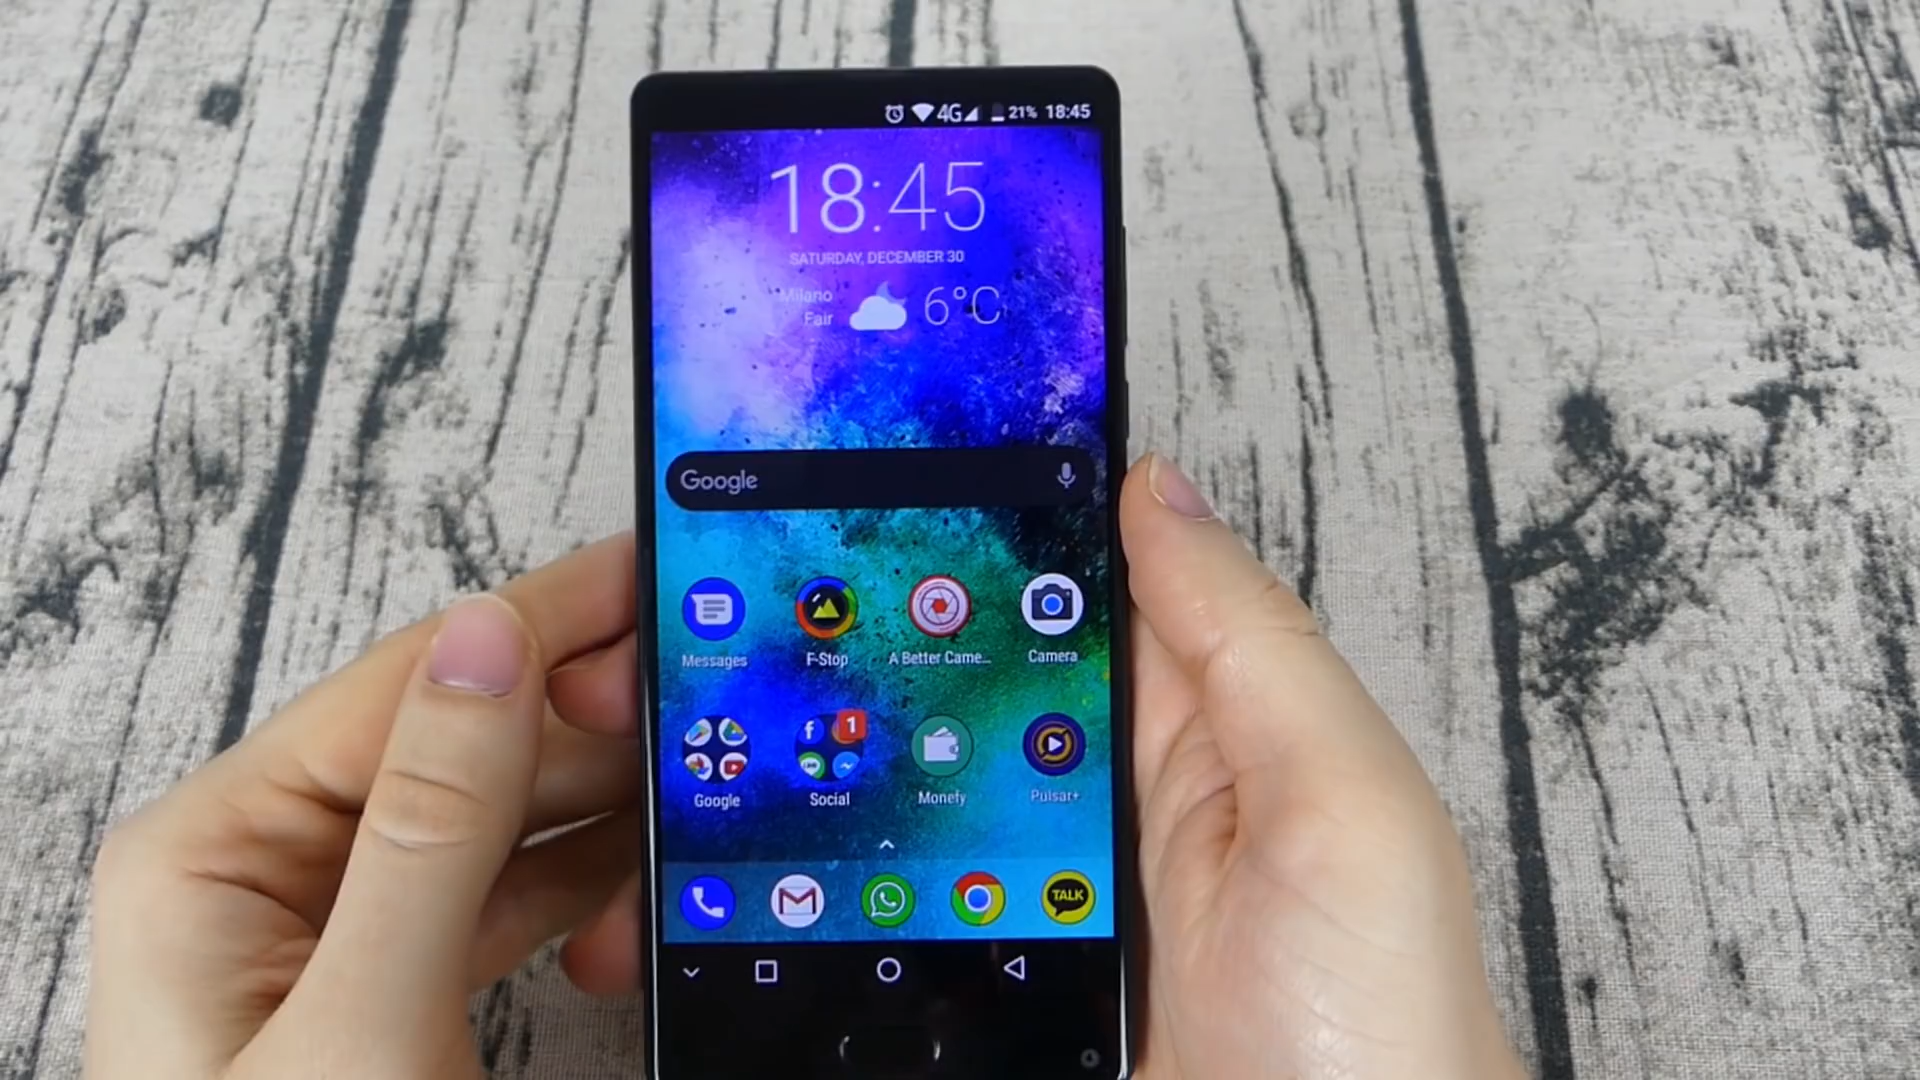 4G 21% 18:45
18:45
SATURDAY, DECEMBER 30
Milano
Fair
6°C
Google
Messages
F-Stop
A Better Came...
Camera
1
Google
Social
Monefy
Pulsar+
TALK